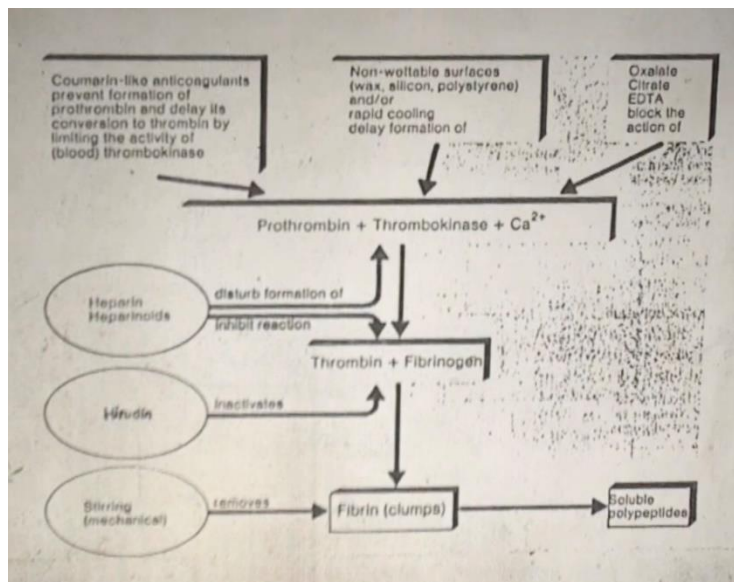 Coumarin-like anticoagulants
prevent formation of
prothrombin and delay its
conversion to thrombin by
limiting the activity of
(blood) thrombokinase
Non-wettable surfaces
(wax, silicon, polystyrene)
and/or
rapid cooling
delay formation of
Oxalate
Citrate
EDTA
block the
action of
Prothrombin + Thrombokinase + Ca²⁺
Heparin
Heparinoids
disturb formation of
inhibit reaction
Thrombin + Fibrinogen
Hirudin
inactivates
Stirring
(mechanical)
removes
Fibrin (clumps)
Soluble
polypeptides